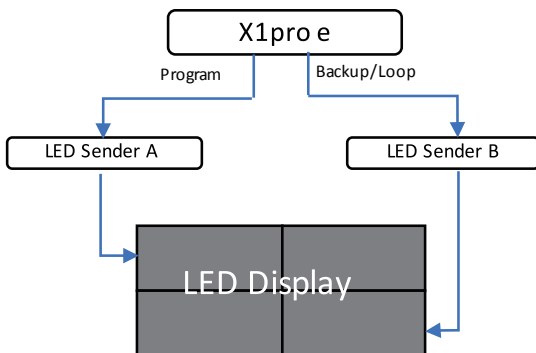 X1pro e
Program
Backup/Loop
LED Sender A
LED Sender B
LED Display